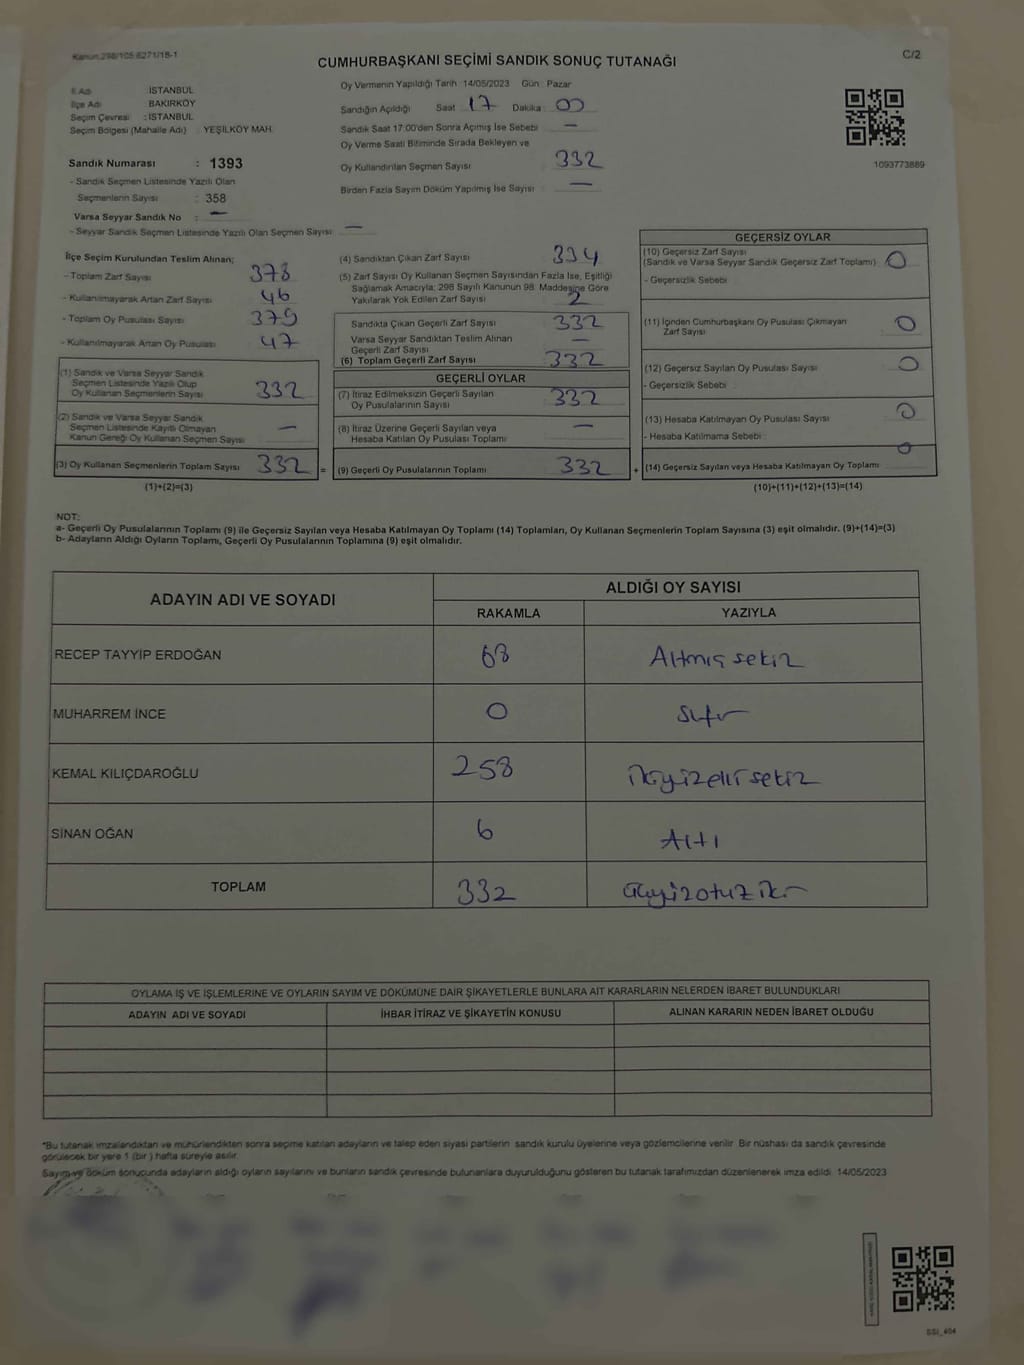 Kanun:298/105;6271/18-1
C/2
CUMHURBAŞKANI SEÇİMİ SANDIK SONUÇ TUTANAĞI
İl Adı : İSTANBUL
İlçe Adı : BAKIRKÖY
Seçim Çevresi : İSTANBUL
Seçim Bölgesi (Mahalle Adı) : YEŞİLKÖY MAH.
Sandık Numarası : 1393
- Sandık Seçmen Listesinde Yazılı Olan
Seçmenlerin Sayısı : 358
Varsa Seyyar Sandık No : —
- Seyyar Sandık Seçmen Listesinde Yazılı Olan Seçmen Sayısı : —
Oy Vermenin Yapıldığı Tarih : 14/05/2023 Gün : Pazar
Sandığın Açıldığı Saat : 17 Dakika : 00
Sandık Saat 17:00'den Sonra Açılmış İse Sebebi : —
Oy Verme Saati Bitiminde Sırada Bekleyen ve
Oy Kullandırılan Seçmen Sayısı : 332
Birden Fazla Sayım Döküm Yapılmış İse Sayısı : —
1093773889
İlçe Seçim Kurulundan Teslim Alınan;
- Toplam Zarf Sayısı : 378
- Kullanılmayarak Artan Zarf Sayısı : 46
- Toplam Oy Pusulası Sayısı : 379
- Kullanılmayarak Artan Oy Pusulası : 47
(1) Sandık ve Varsa Seyyar Sandık
Seçmen Listesinde Yazılı Olup
Oy Kullanan Seçmenlerin Sayısı : 332
(2) Sandık ve Varsa Seyyar Sandık
Seçmen Listesinde Kayıtlı Olmayan
Kanun Gereği Oy Kullanan Seçmen Sayısı : —
(3) Oy Kullanan Seçmenlerin Toplam Sayısı : 332 =
(1)+(2)=(3)
(4) Sandıktan Çıkan Zarf Sayısı : 334
(5) Zarf Sayısı Oy Kullanan Seçmen Sayısından Fazla İse, Eşitliği
Sağlamak Amacıyla; 298 Sayılı Kanunun 98. Maddesine Göre
Yakılarak Yok Edilen Zarf Sayısı : 2
Sandıkta Çıkan Geçerli Zarf Sayısı : 332
Varsa Seyyar Sandıktan Teslim Alınan
Geçerli Zarf Sayısı : —
(6) Toplam Geçerli Zarf Sayısı : 332
GEÇERLİ OYLAR
(7) İtiraz Edilmeksizin Geçerli Sayılan
Oy Pusulalarının Sayısı : 332
(8) İtiraz Üzerine Geçerli Sayılan veya
Hesaba Katılan Oy Pusulası Toplamı : —
(9) Geçerli Oy Pusulalarının Toplamı : 332 +
GEÇERSİZ OYLAR
(10) Geçersiz Zarf Sayısı
(Sandık ve Varsa Seyyar Sandık Geçersiz Zarf Toplamı) : 0
- Geçersizlik Sebebi :
(11) İçinden Cumhurbaşkanı Oy Pusulası Çıkmayan
Zarf Sayısı : 0
(12) Geçersiz Sayılan Oy Pusulası Sayısı : 0
- Geçersizlik Sebebi :
(13) Hesaba Katılmayan Oy Pusulası Sayısı : 0
- Hesaba Katılmama Sebebi :
(14) Geçersiz Sayılan veya Hesaba Katılmayan Oy Toplamı : 0
(10)+(11)+(12)+(13)=(14)
NOT:
a- Geçerli Oy Pusulalarının Toplamı (9) ile Geçersiz Sayılan veya Hesaba Katılmayan Oy Toplamı (14) Toplamları, Oy Kullanan Seçmenlerin Toplam Sayısına (3) eşit olmalıdır. (9)+(14)=(3)
b- Adayların Aldığı Oyların Toplamı, Geçerli Oy Pusulalarının Toplamına (9) eşit olmalıdır.
ADAYIN ADI VE SOYADI
ALDIĞI OY SAYISI
RAKAMLA YAZIYLA
RECEP TAYYİP ERDOĞAN 68 Altmış sekiz
MUHARREM İNCE 0 Sıfır
KEMAL KILIÇDAROĞLU 258 ikiyüzellisekiz
SİNAN OĞAN 6 Altı
TOPLAM 332 üçyüzotuz iki
OYLAMA İŞ VE İŞLEMLERİNE VE OYLARIN SAYIM VE DÖKÜMÜNE DAİR ŞİKAYETLERLE BUNLARA AİT KARARLARIN NELERDEN İBARET BULUNDUKLARI
ADAYIN ADI VE SOYADI İHBAR İTİRAZ VE ŞİKAYETİN KONUSU ALINAN KARARIN NEDEN İBARET OLDUĞU
*Bu tutanak imzalandıktan ve mühürlendikten sonra seçime katılan adayların ve talep eden siyasi partilerin sandık kurulu üyelerine veya gözlemcilerine verilir. Bir nüshası da sandık çevresinde
görülecek bir yere 1 (bir) hafta süreyle asılır.
Sayım ve döküm sonucunda adayların aldığı oyların sayılarını ve bunların sandık çevresinde bulunanlara duyurulduğunu gösteren bu tutanak tarafımızdan düzenlenerek imza edildi. 14/05/2023
SSI_404